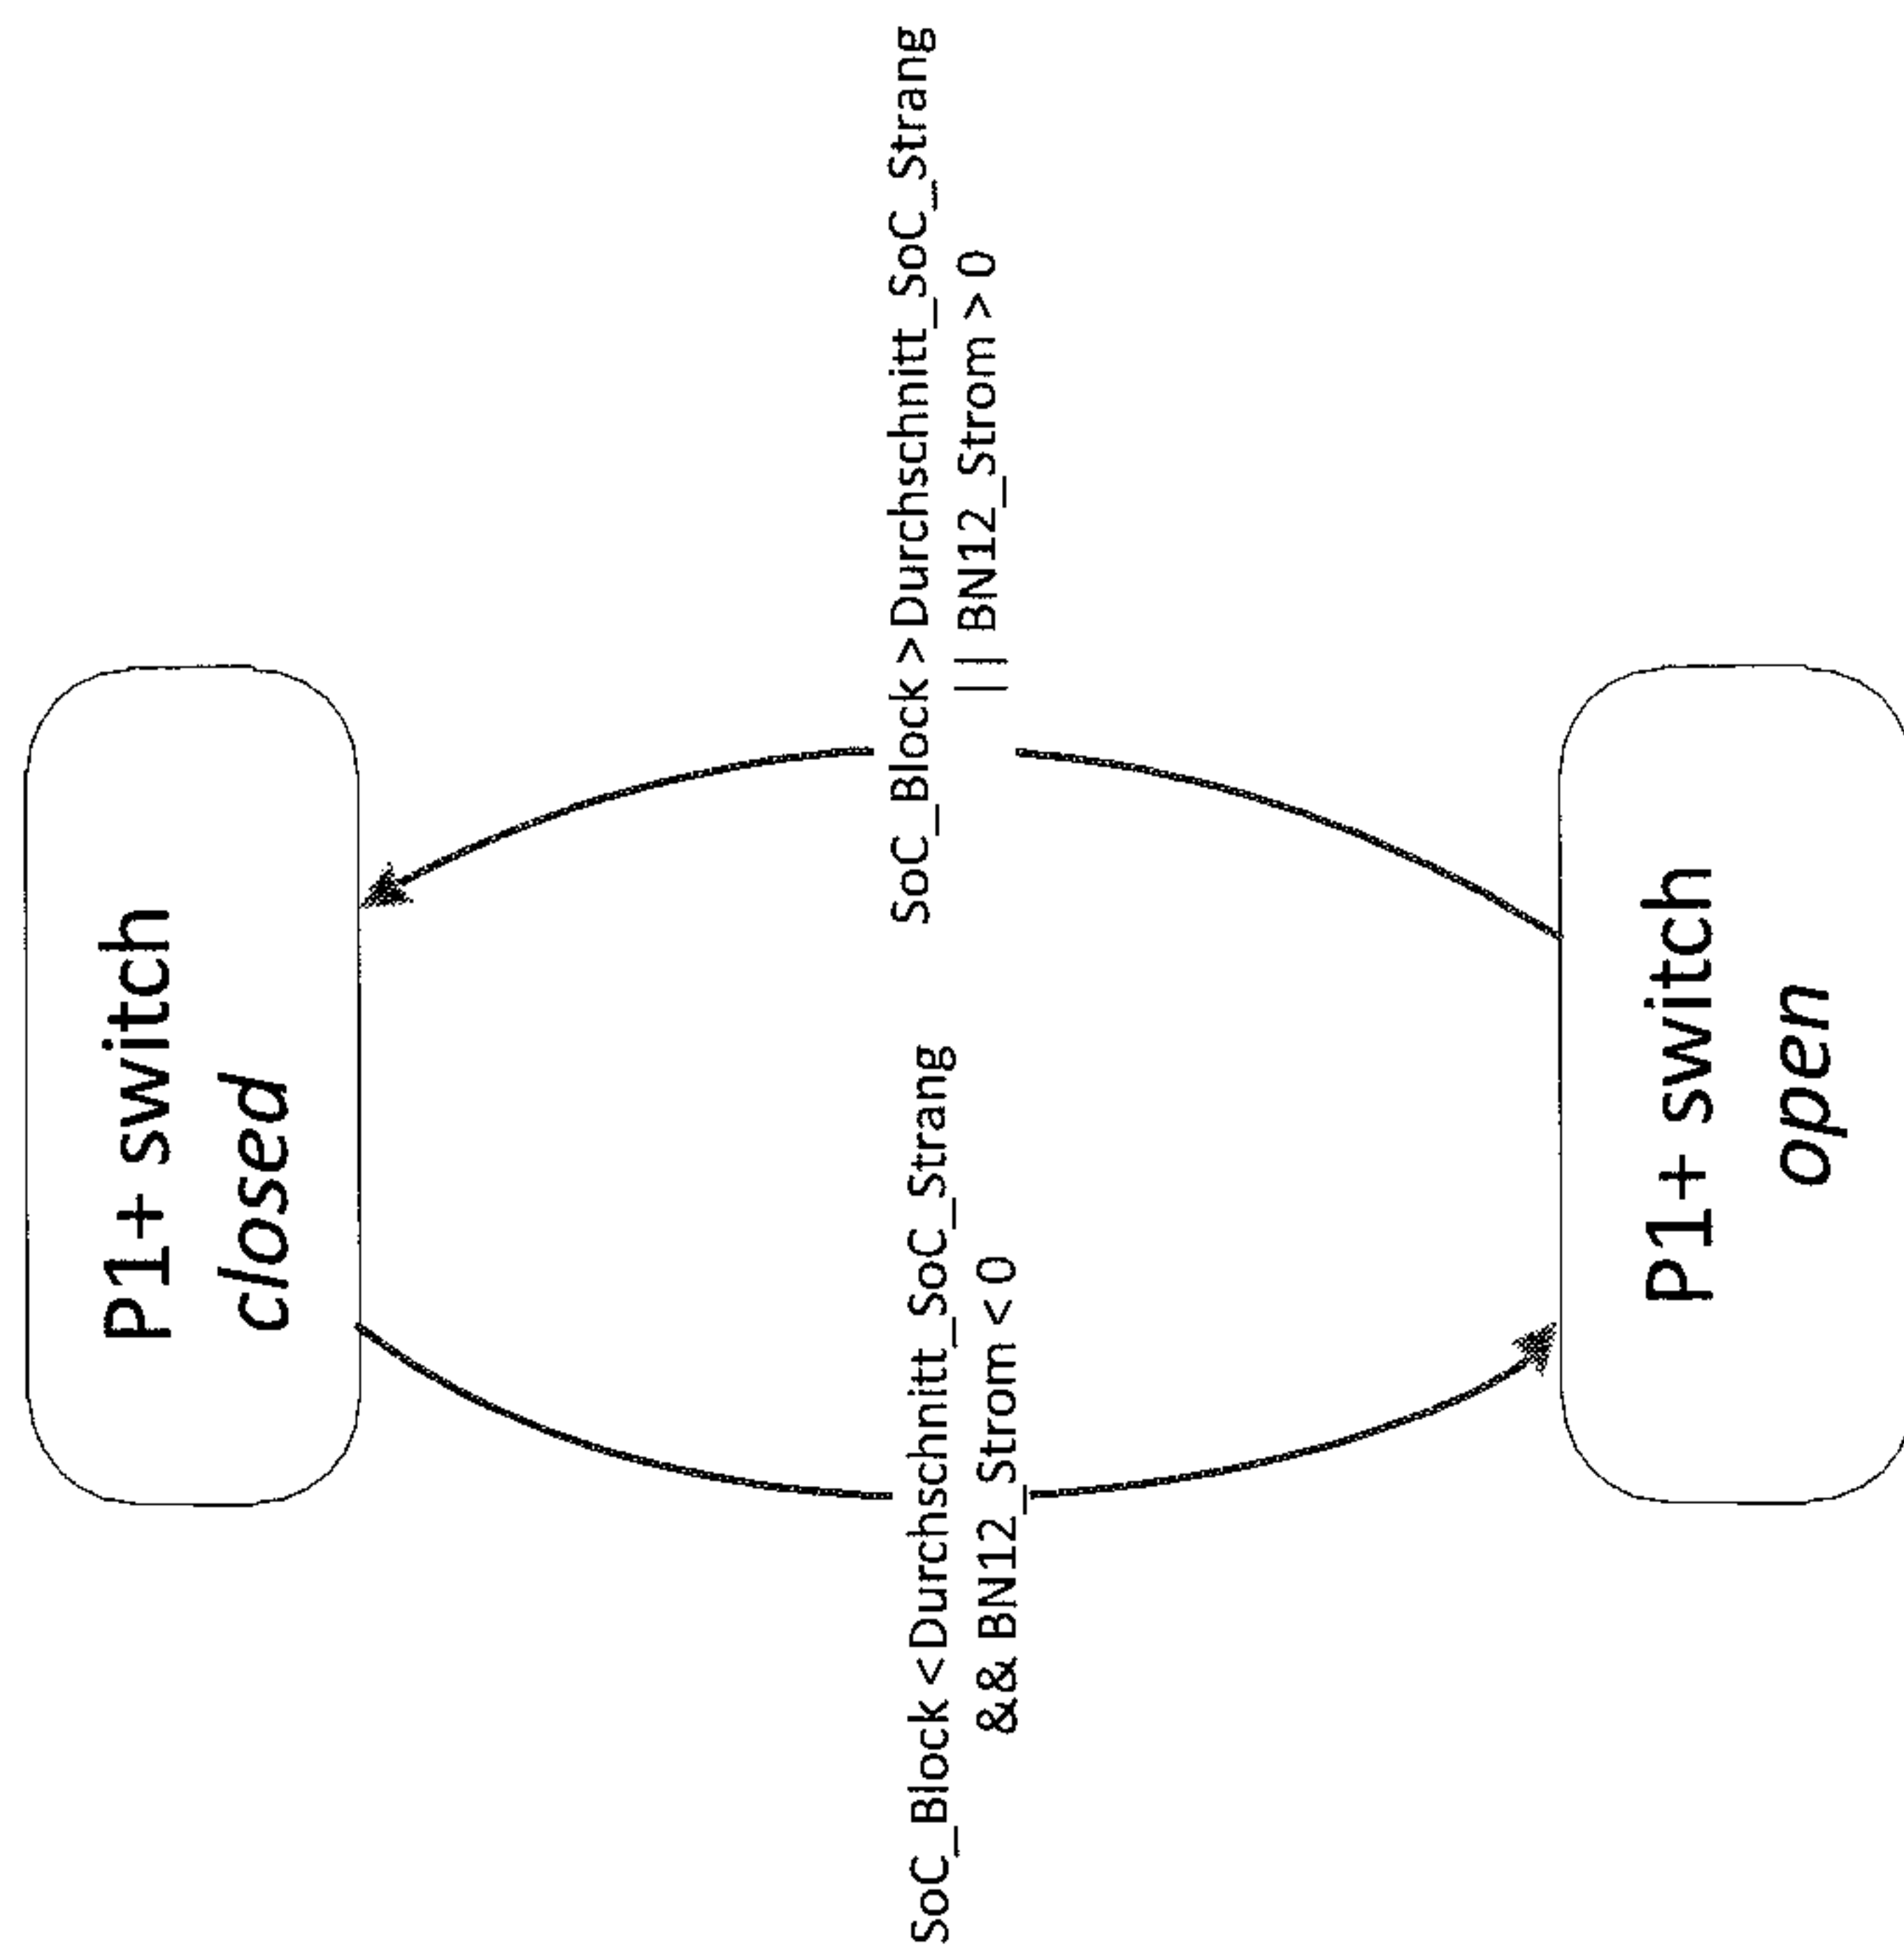 P1+ switch
closed
SoC_Block <Durchschnitt_SoC_Strang
&& BN12_Strom < 0
SoC_Block >Durchschnitt_SoC_Strang
|| BN12_Strom > 0
P1+ switch
open